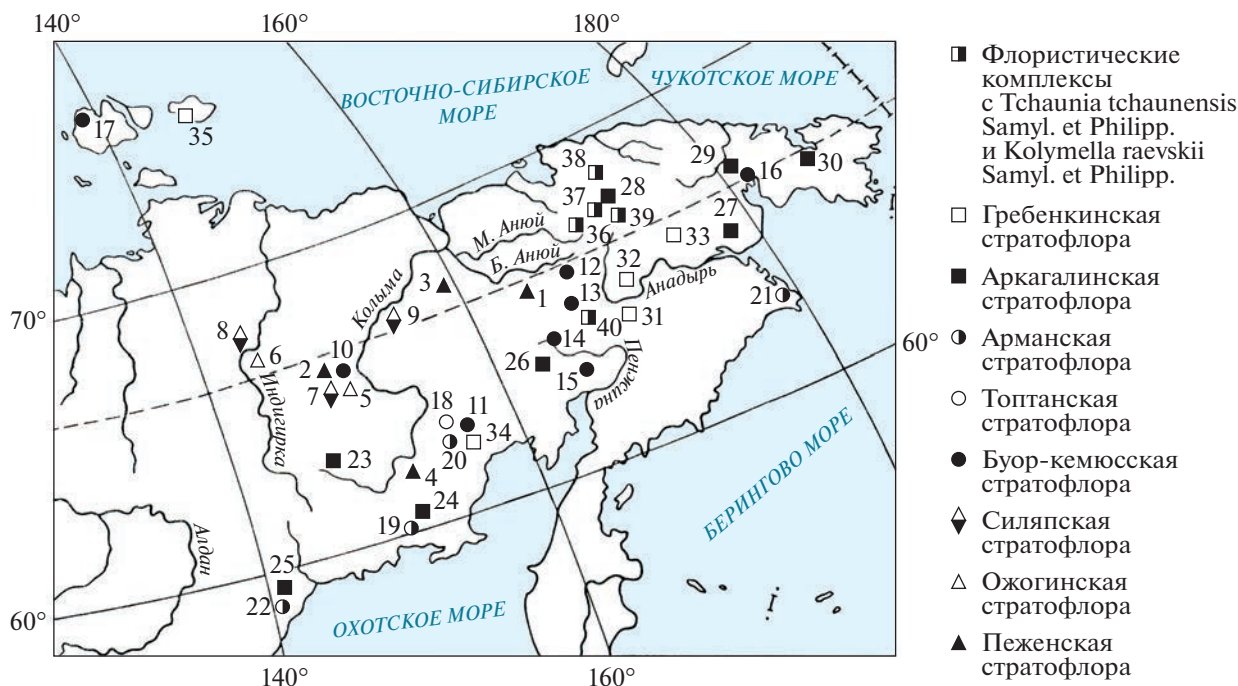 140°
160°
180°
ВОСТОЧНО-СИБИРСКОЕ
МОРЕ
ЧУКОТСКОЕ МОРЕ
17
35
38
29
16
30
37
28
М. Анюй
36
39
27
33
Б. Анюй
12
32
Анадырь
3
1
13
21
Колыма
9
40
31
70°
8
6
10
14
Пенжина
60°
2
26
15
Индигирка
7
5
18
11
34
20
23
4
24
19
БЕРИНГОВО МОРЕ
Алдан
25
22
60°
ОХОТСКОЕ МОРЕ
140°
160°
Флористические
комплексы
с Tchaunia tchaunensis
Samyl. et Philipp.
и Kolymella raevskii
Samyl. et Philipp.
Гребенкинская
стратофлора
Аркагалинская
стратофлора
Арманская
стратофлора
Топтанская
стратофлора
Буор-кемюсская
стратофлора
Силяпская
стратофлора
Ожогинская
стратофлора
Пеженская
стратофлора